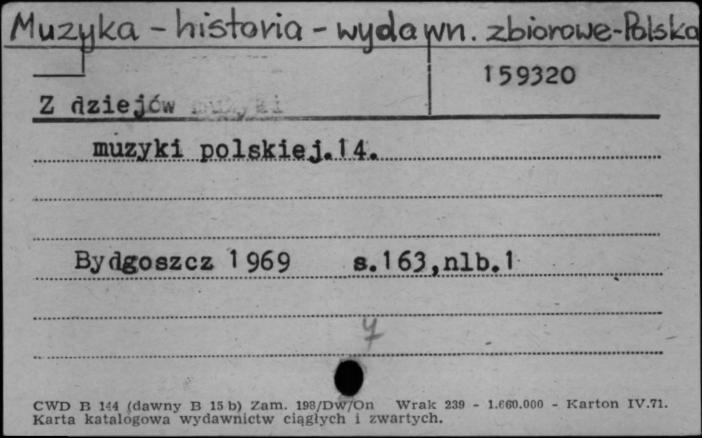 Muzyka - historia - wydawn. zbiorowe - Polska
159320
Z dziejów muzyki
muzyki polskiej.14.
Bydgoszcz 1969 s.163,nlb.1
y
CWD B 144 (dawny B 15 b) Zam. 198/Dw/On Wrak 239 - 1.660.000 - Karton IV.71.
Karta katalogowa wydawnictw ciągłych i zwartych.